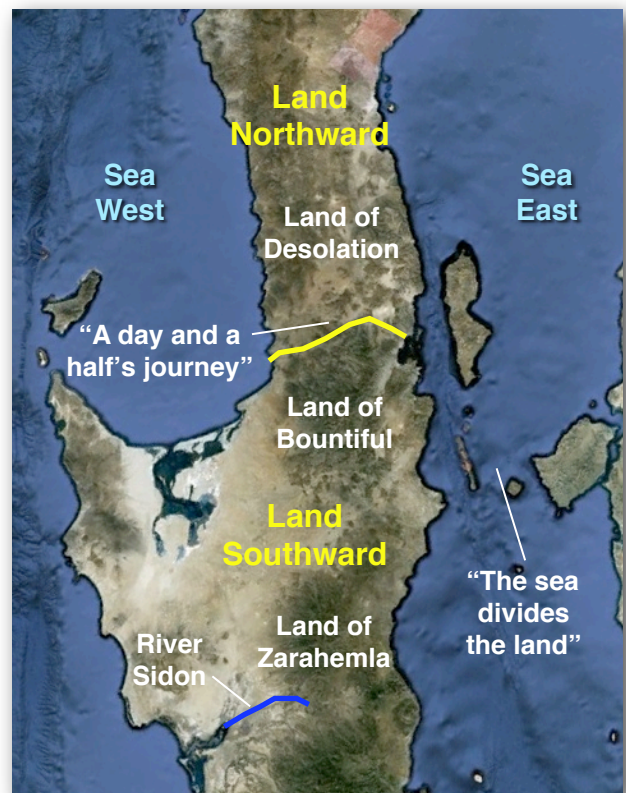 Land
Northward
Sea
West
Sea
East
Land of
Desolation
“A day and a
half’s journey”
Land of
Bountiful
Land
Southward
“The sea
divides
the land”
Land of
Zarahemla
River
Sidon